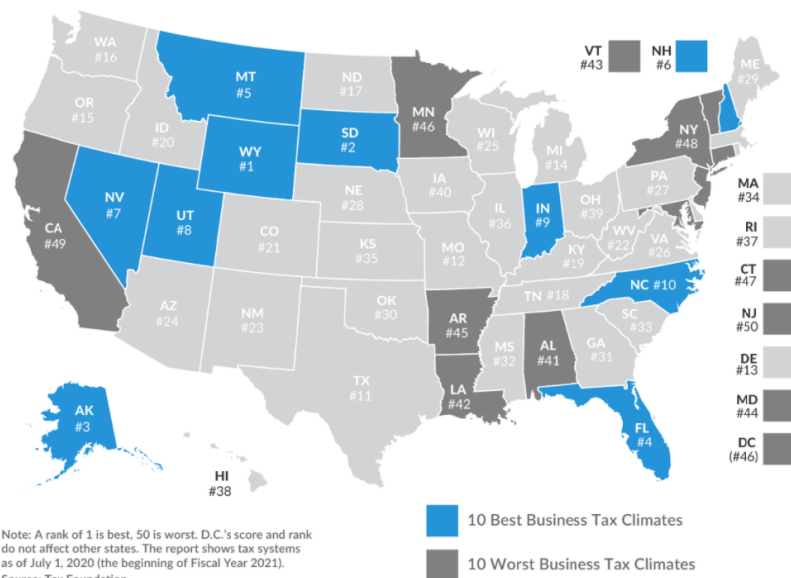 WA
#16
OR
#15
CA
#49
NV
#7
ID
#20
MT
#5
WY
#1
UT
#8
AZ
#24
CO
#21
NM
#23
ND
#17
SD
#2
NE
#28
KS
#35
OK
#30
TX
#11
MN
#46
IA
#40
MO
#12
AR
#45
LA
#42
WI
#25
IL
#36
MI
#14
IN
#9
OH
#39
KY
#19
TN #18
MS
#32
AL
#41
GA
#31
FL
#4
SC
#33
NC #10
VA
#26
WV
#22
PA
#27
NY
#48
VT
#43
NH
#6
ME
#29
MA
#34
RI
#37
CT
#47
NJ
#50
DE
#13
MD
#44
DC
(#46)
AK
#3
HI
#38
10 Best Business Tax Climates
10 Worst Business Tax Climates
Note: A rank of 1 is best, 50 is worst. D.C.'s score and rank
do not affect other states. The report shows tax systems
as of July 1, 2020 (the beginning of Fiscal Year 2021).
Source: Tax Foundation